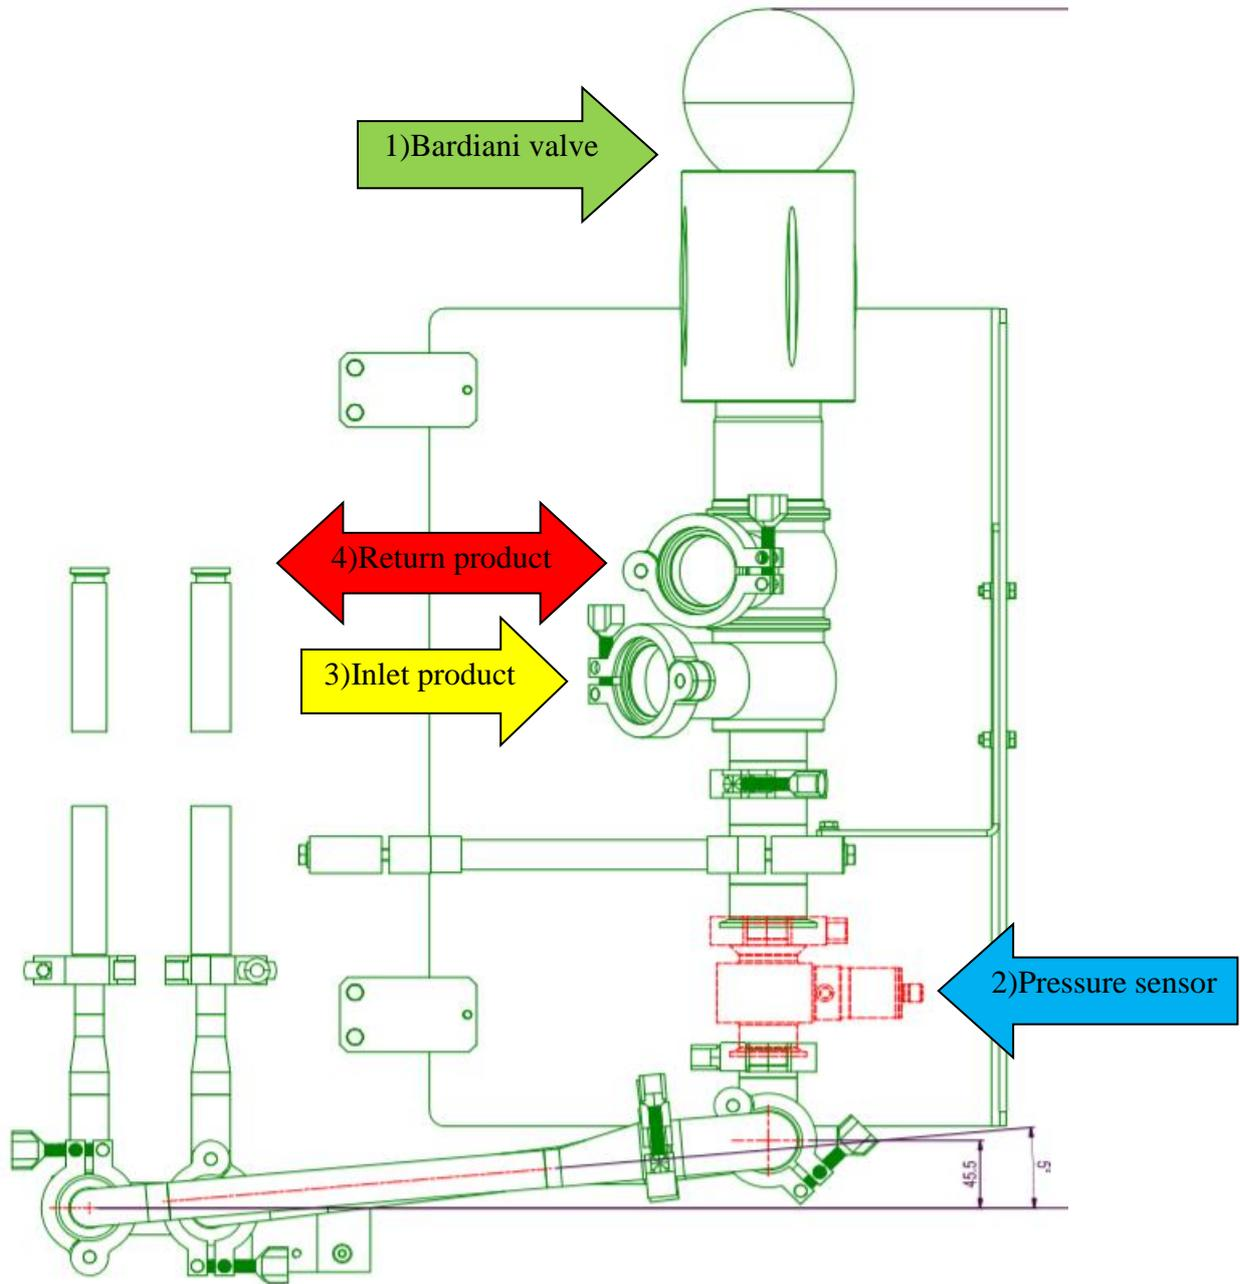 1)Bardiani valve
4)Return product
3)Inlet product
2)Pressure sensor
45.5